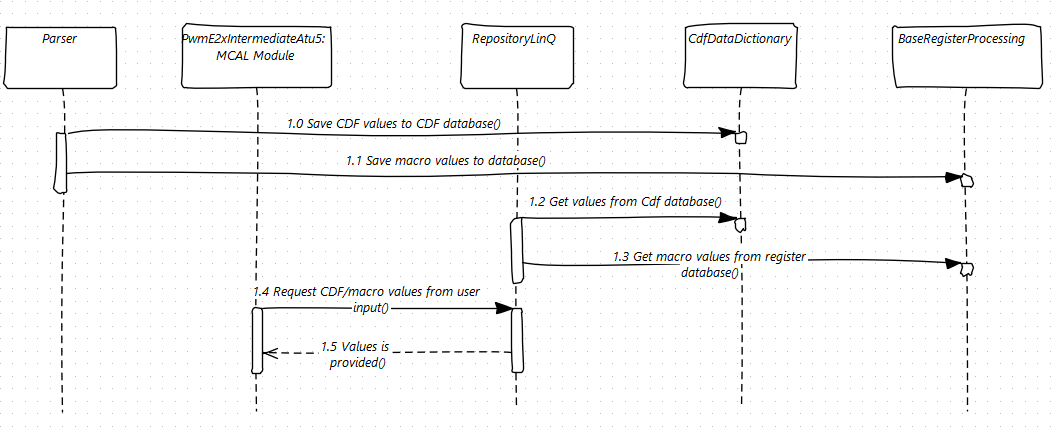 Parser
PwmE2xIntermediateAtu5:
MCAL Module
RepositoryLinQ
CdfDataDictionary
BaseRegisterProcessing
1.0 Save CDF values to CDF database()
1.1 Save macro values to database()
1.2 Get values from Cdf database()
1.3 Get macro values from register
database()
1.4 Request CDF/macro values from user
input()
1.5 Values is
provided()